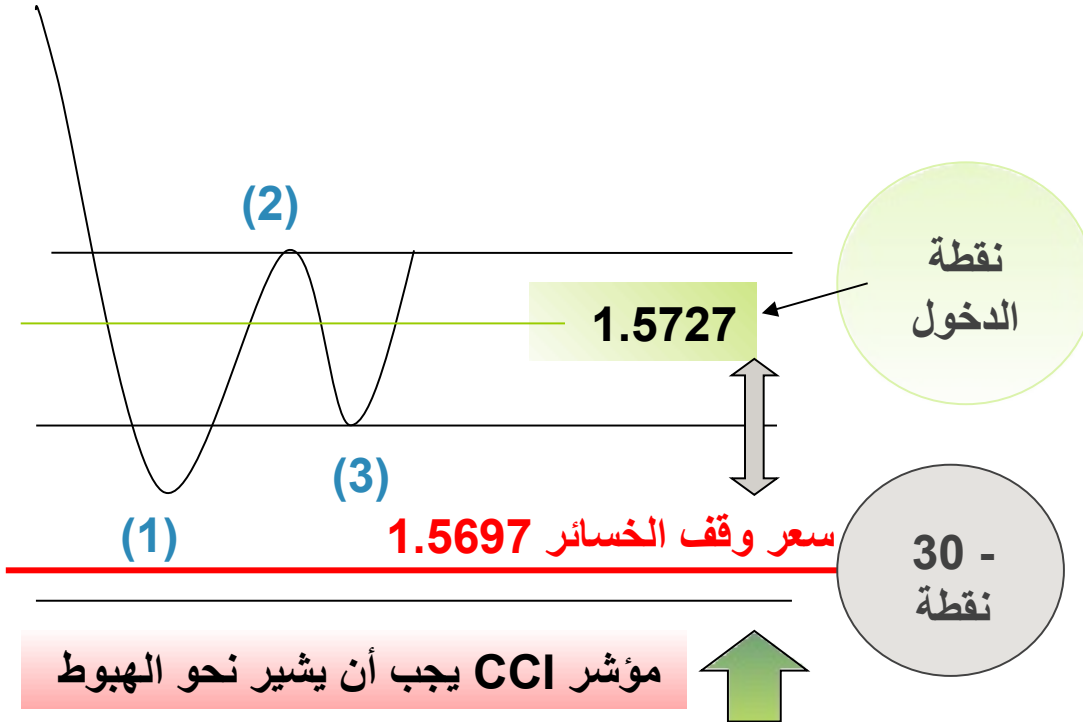 (2)
نقطة
الدخول
1.5727
(3)
(1)
سعر وقف الخسائر 1.5697
- 30
نقطة
مؤشر CCI يجب أن يشير نحو الهبوط